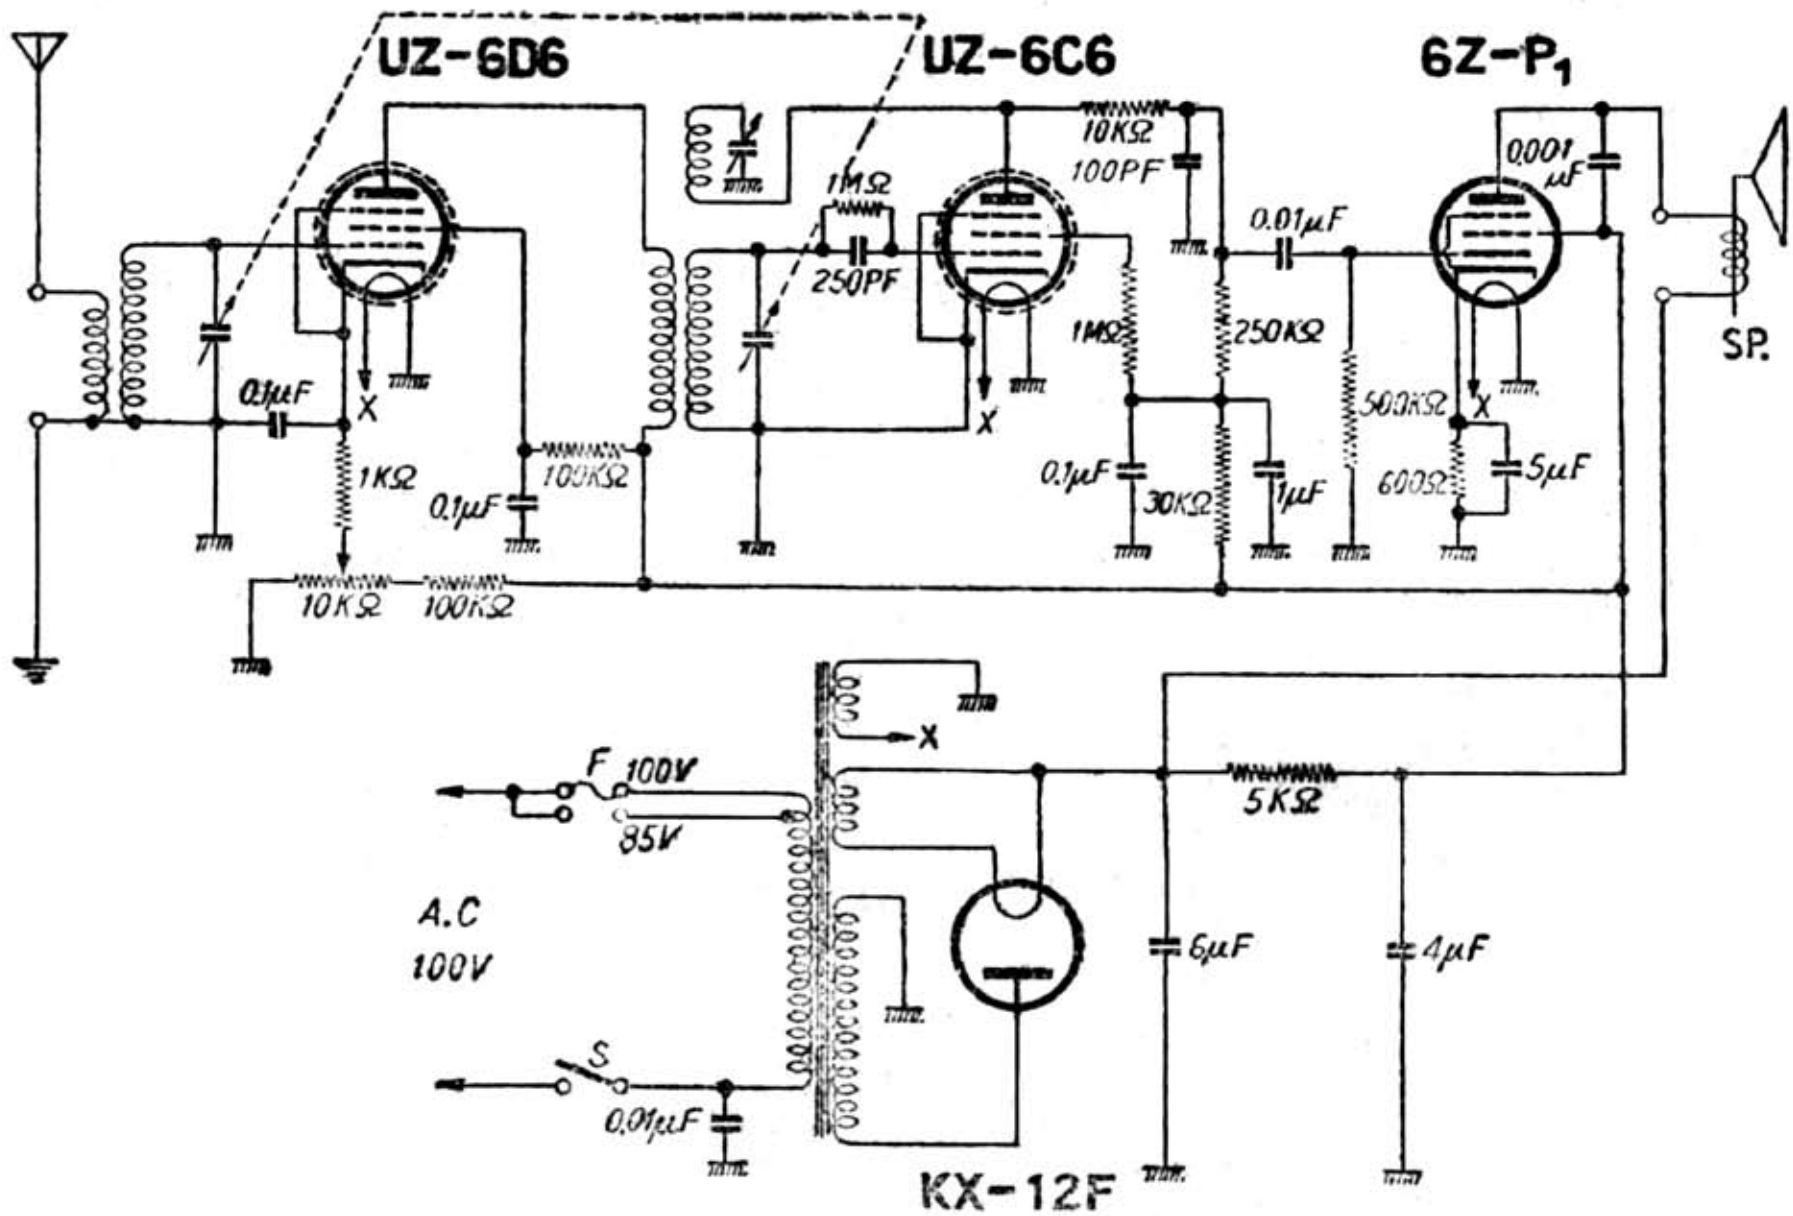 UZ-6D6
UZ-6C6
6Z-P₁
10KΩ
100PF
0.001
μF
1MΩ
250PF
0.01μF
0.1μF
X
1KΩ
100KΩ
0.1μF
X
1MΩ
250KΩ
0.1μF
30KΩ
1μF
500KΩ
X
600Ω
5μF
SP.
10KΩ
100KΩ
X
F
100V
85V
5KΩ
A.C
100V
6μF
4μF
S
0.01μF
KX-12F